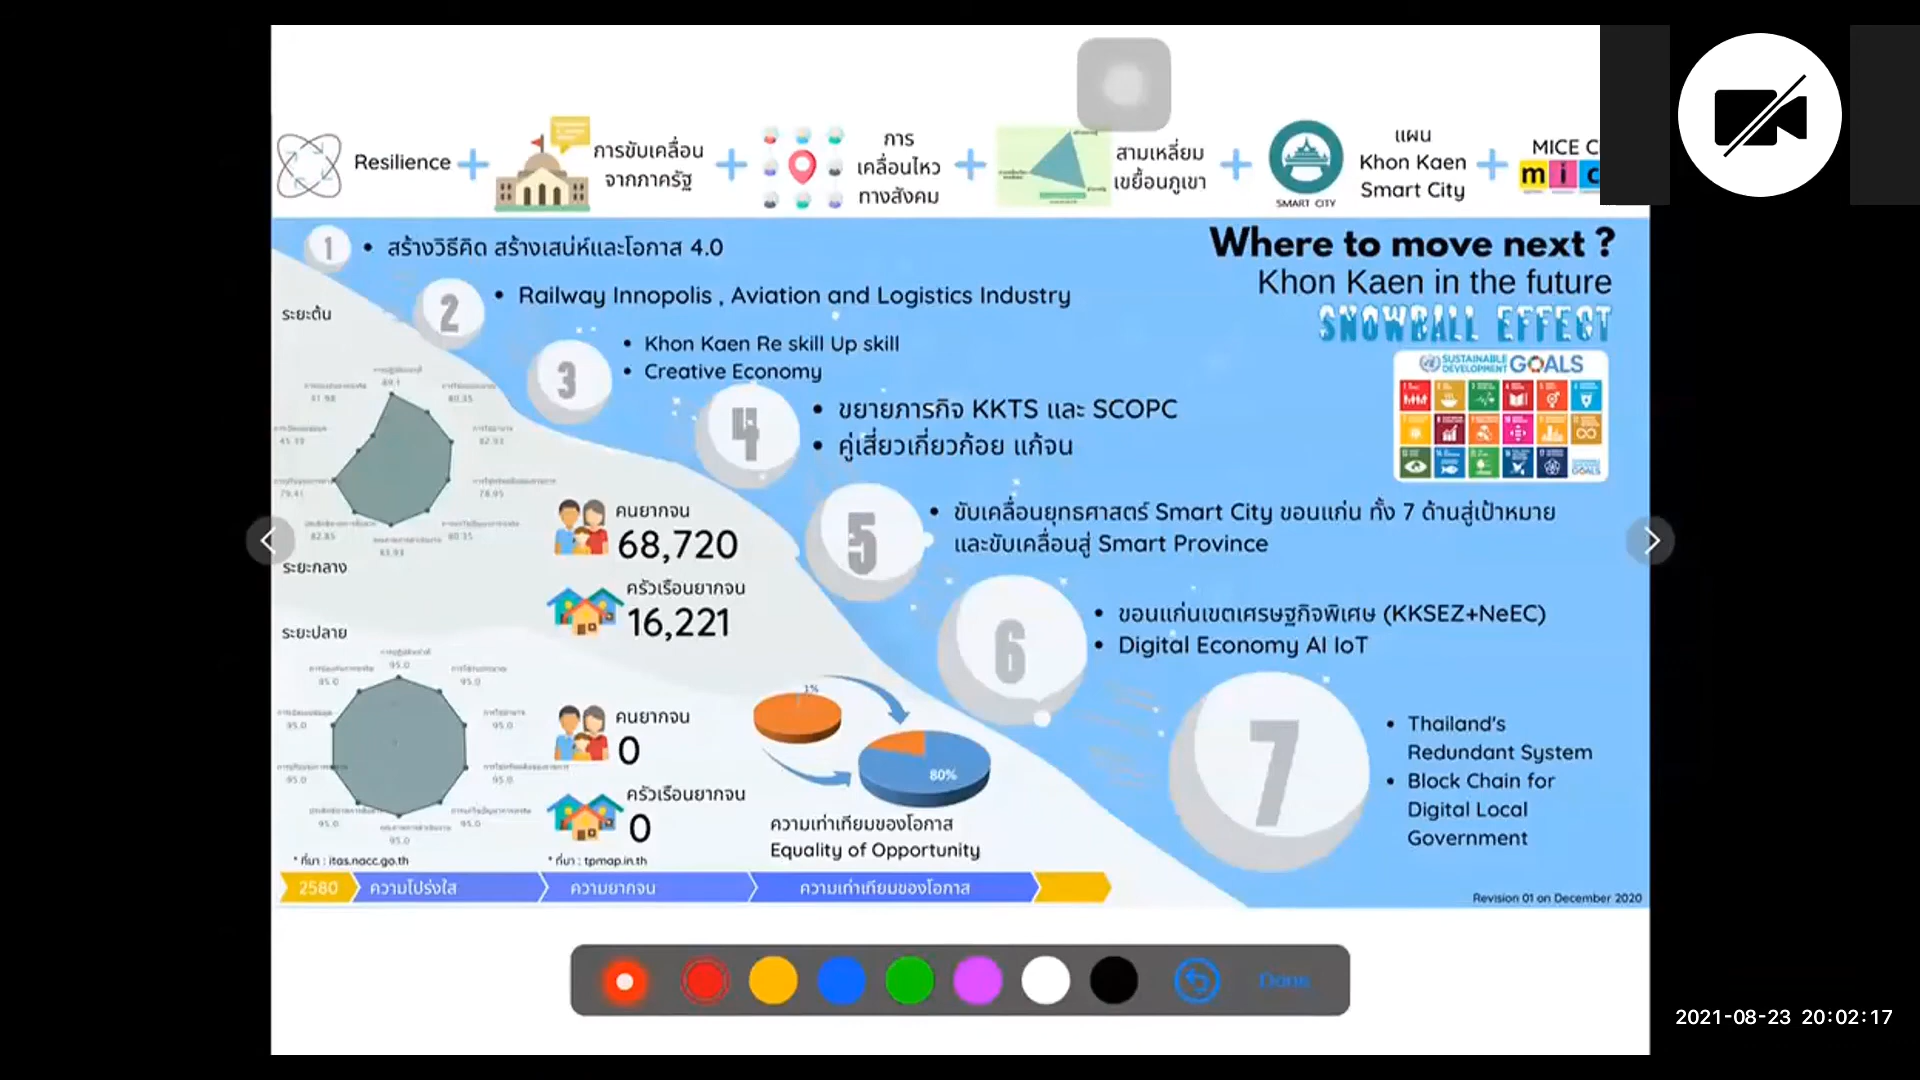 Resilience
การขับเคลื่อน
จากภาครัฐ
การ
เคลื่อนไหว
ทางสังคม
สามเหลี่ยม
เขยื้อนภูเขา
SMART CITY
แผน
Khon Kaen
Smart City
MICE C
mic
Where to move next ?
Khon Kaen in the future
SNOWBALL EFFECT
SUSTAINABLE
DEVELOPMENT GOALS
1
• สร้างวิธีคิด สร้างเสน่ห์และโอกาส 4.0
2
• Railway Innopolis , Aviation and Logistics Industry
3
• Khon Kaen Re skill Up skill
• Creative Economy
4
• ขยายภารกิจ KKTS และ SCOPC
• คู่เสี่ยวเกี่ยวก้อย แก้จน
5
• ขับเคลื่อนยุทธศาสตร์ Smart City ขอนแก่น ทั้ง 7 ด้านสู่เป้าหมาย
และขับเคลื่อนสู่ Smart Province
6
• ขอนแก่นเขตเศรษฐกิจพิเศษ (KKSEZ+NeEC)
• Digital Economy AI IoT
7
• Thailand's
Redundant System
• Block Chain for
Digital Local
Government
ระยะต้น
ระยะกลาง
คนยากจน
68,720
ครัวเรือนยากจน
16,221
ระยะปลาย
95.0
95.0
95.0
95.0
95.0
95.0
95.0
95.0
คนยากจน
0
ครัวเรือนยากจน
0
1%
80%
ความเท่าเทียมของโอกาส
Equality of Opportunity
* ที่มา : itas.nacc.go.th
* ที่มา : tpmap.in.th
2580
ความโปร่งใส
ความยากจน
ความเท่าเทียมของโอกาส
Revision 01 on December 2020
Done
2021-08-23 20:02:17